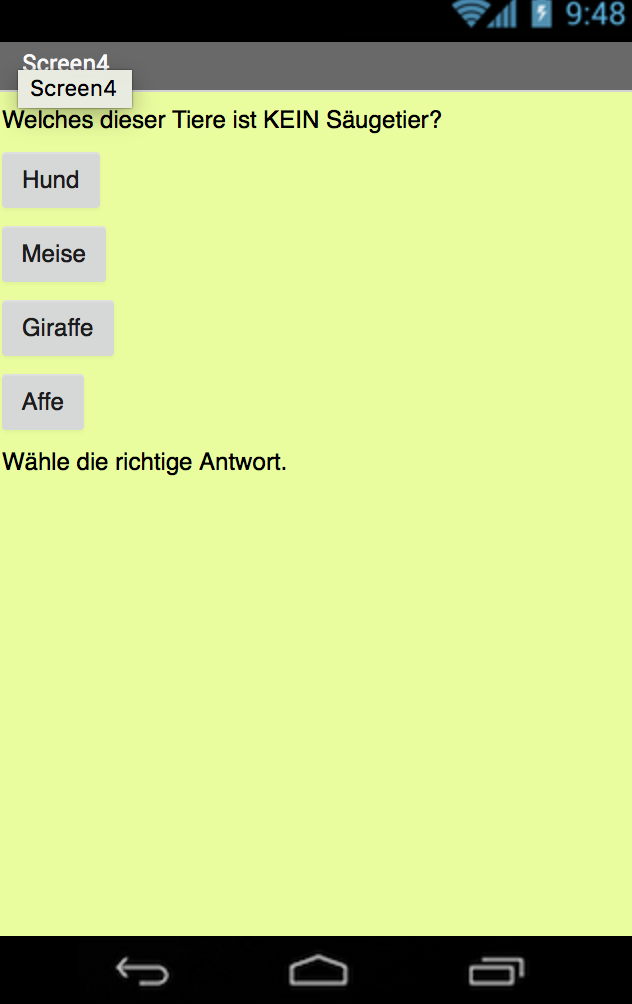 9:48
Screen4
Screen4
Welches dieser Tiere ist KEIN Säugetier?
Hund
Meise
Giraffe
Affe
Wähle die richtige Antwort.